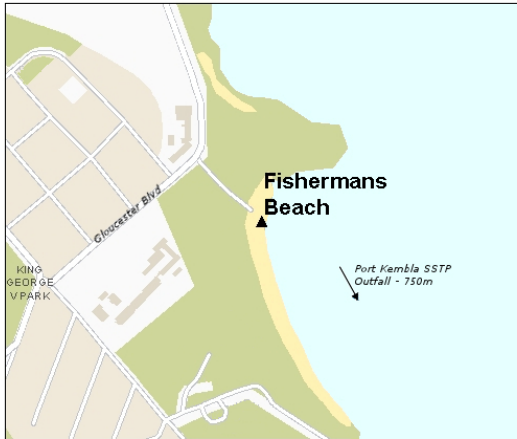 Fishermans
Beach
Gloucester Blvd
KING
GEORGE
V PARK
Port Kembla SSTP
Outfall - 750m